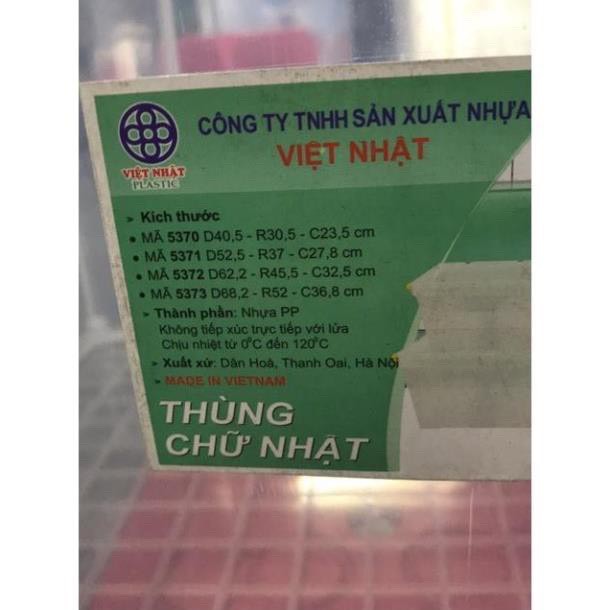 CÔNG TY TNHH SẢN XUẤT NHỰA
VIỆT NHẬT
VIỆT NHẬT
PLASTIC
➤ Kích thước
• MÃ 5370 D40,5 - R30,5 - C23,5 cm
• MÃ 5371 D52,5 - R37 - C27,8 cm
• MÃ 5372 D62,2 - R45,5 - C32,5 cm
• MÃ 5373 D68,2 - R52 - C36,8 cm
➤ Thành phần: Nhựa PP
Không tiếp xúc trực tiếp với lửa
Chịu nhiệt từ 0°C đến 120°C
➤ Xuất xứ: Dân Hoà, Thanh Oai, Hà Nội
➤ MADE IN VIETNAM
THÙNG
CHỮ NHẬT